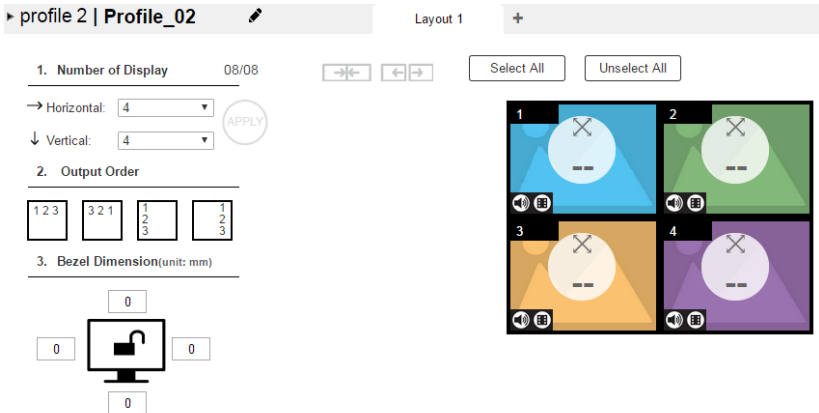 profile 2 | Profile_02
Layout 1 +
1. Number of Display 08/08
Select All Unselect All
→ Horizontal: 4
APPLY
↓ Vertical: 4
2. Output Order
1 2 3
3 2 1
1
2
3
1
2
3
3. Bezel Dimension(unit: mm)
0
0
0
0
1
--
2
--
3
--
4
--